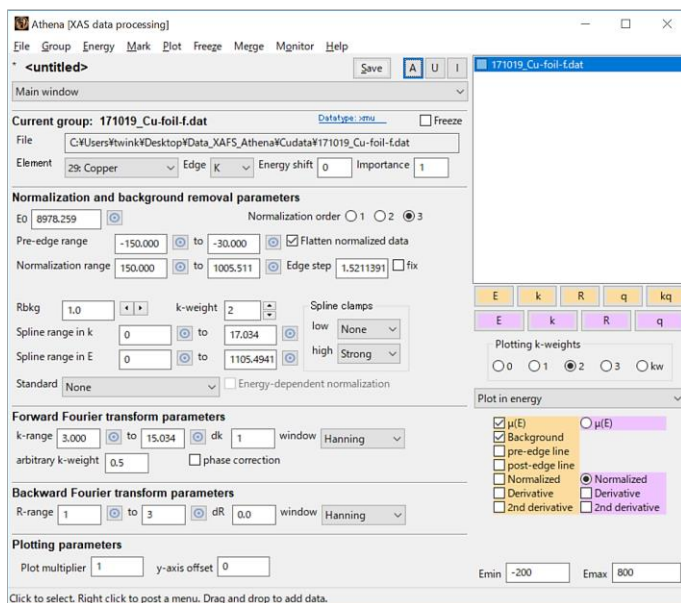 Athena [XAS data processing]
File Group Energy Mark Plot Freeze Merge Monitor Help
* <untitled> Save A U I
Main window
Current group: 171019_Cu-foil-f.dat Datatype: xmu Freeze
File C:¥Users¥twink¥Desktop¥Data_XAFS_Athena¥Cudata¥171019_Cu-foil-f.dat
Element 29: Copper Edge K Energy shift 0 Importance 1
Normalization and background removal parameters
E0 8978.259 Normalization order 1 2 3
Pre-edge range -150.000 to -30.000 Flatten normalized data
Normalization range 150.000 to 1005.511 Edge step 1.5211391 fix
Rbkg 1.0 k-weight 2 Spline clamps
Spline range in k 0 to 17.034 low None
Spline range in E 0 to 1105.4941 high Strong
Standard None Energy-dependent normalization
Forward Fourier transform parameters
k-range 3.000 to 15.034 dk 1 window Hanning
arbitrary k-weight 0.5 phase correction
Backward Fourier transform parameters
R-range 1 to 3 dR 0.0 window Hanning
Plotting parameters
Plot multiplier 1 y-axis offset 0
Click to select. Right click to post a menu. Drag and drop to add data.
171019_Cu-foil-f.dat
E k R q kq
E k R q
Plotting k-weights
0 1 2 3 kw
Plot in energy
μ(E) μ(E)
Background
pre-edge line
post-edge line
Normalized Normalized
Derivative Derivative
2nd derivative 2nd derivative
Emin -200 Emax 800